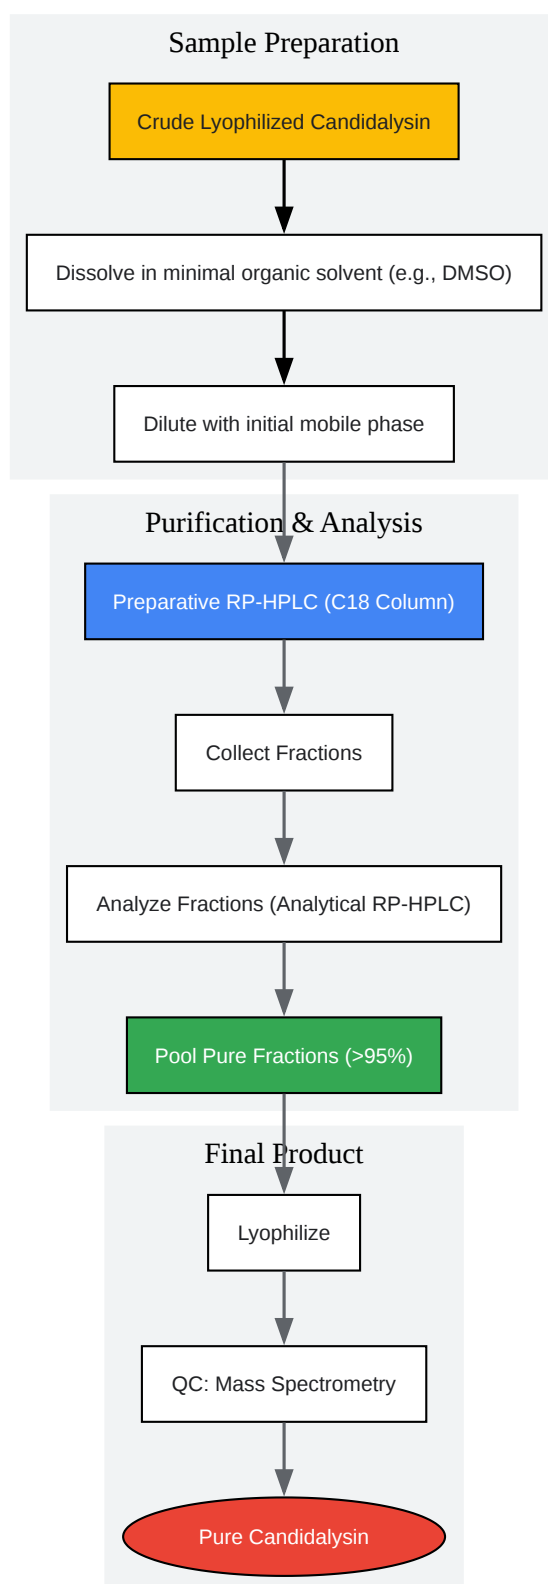 Sample Preparation
Crude Lyophilized Candidalysin
Dissolve in minimal organic solvent (e.g., DMSO)
Dilute with initial mobile phase
Purification & Analysis
Preparative RP-HPLC (C18 Column)
Collect Fractions
Analyze Fractions (Analytical RP-HPLC)
Pool Pure Fractions (>95%)
Final Product
Lyophilize
QC: Mass Spectrometry
Pure Candidalysin